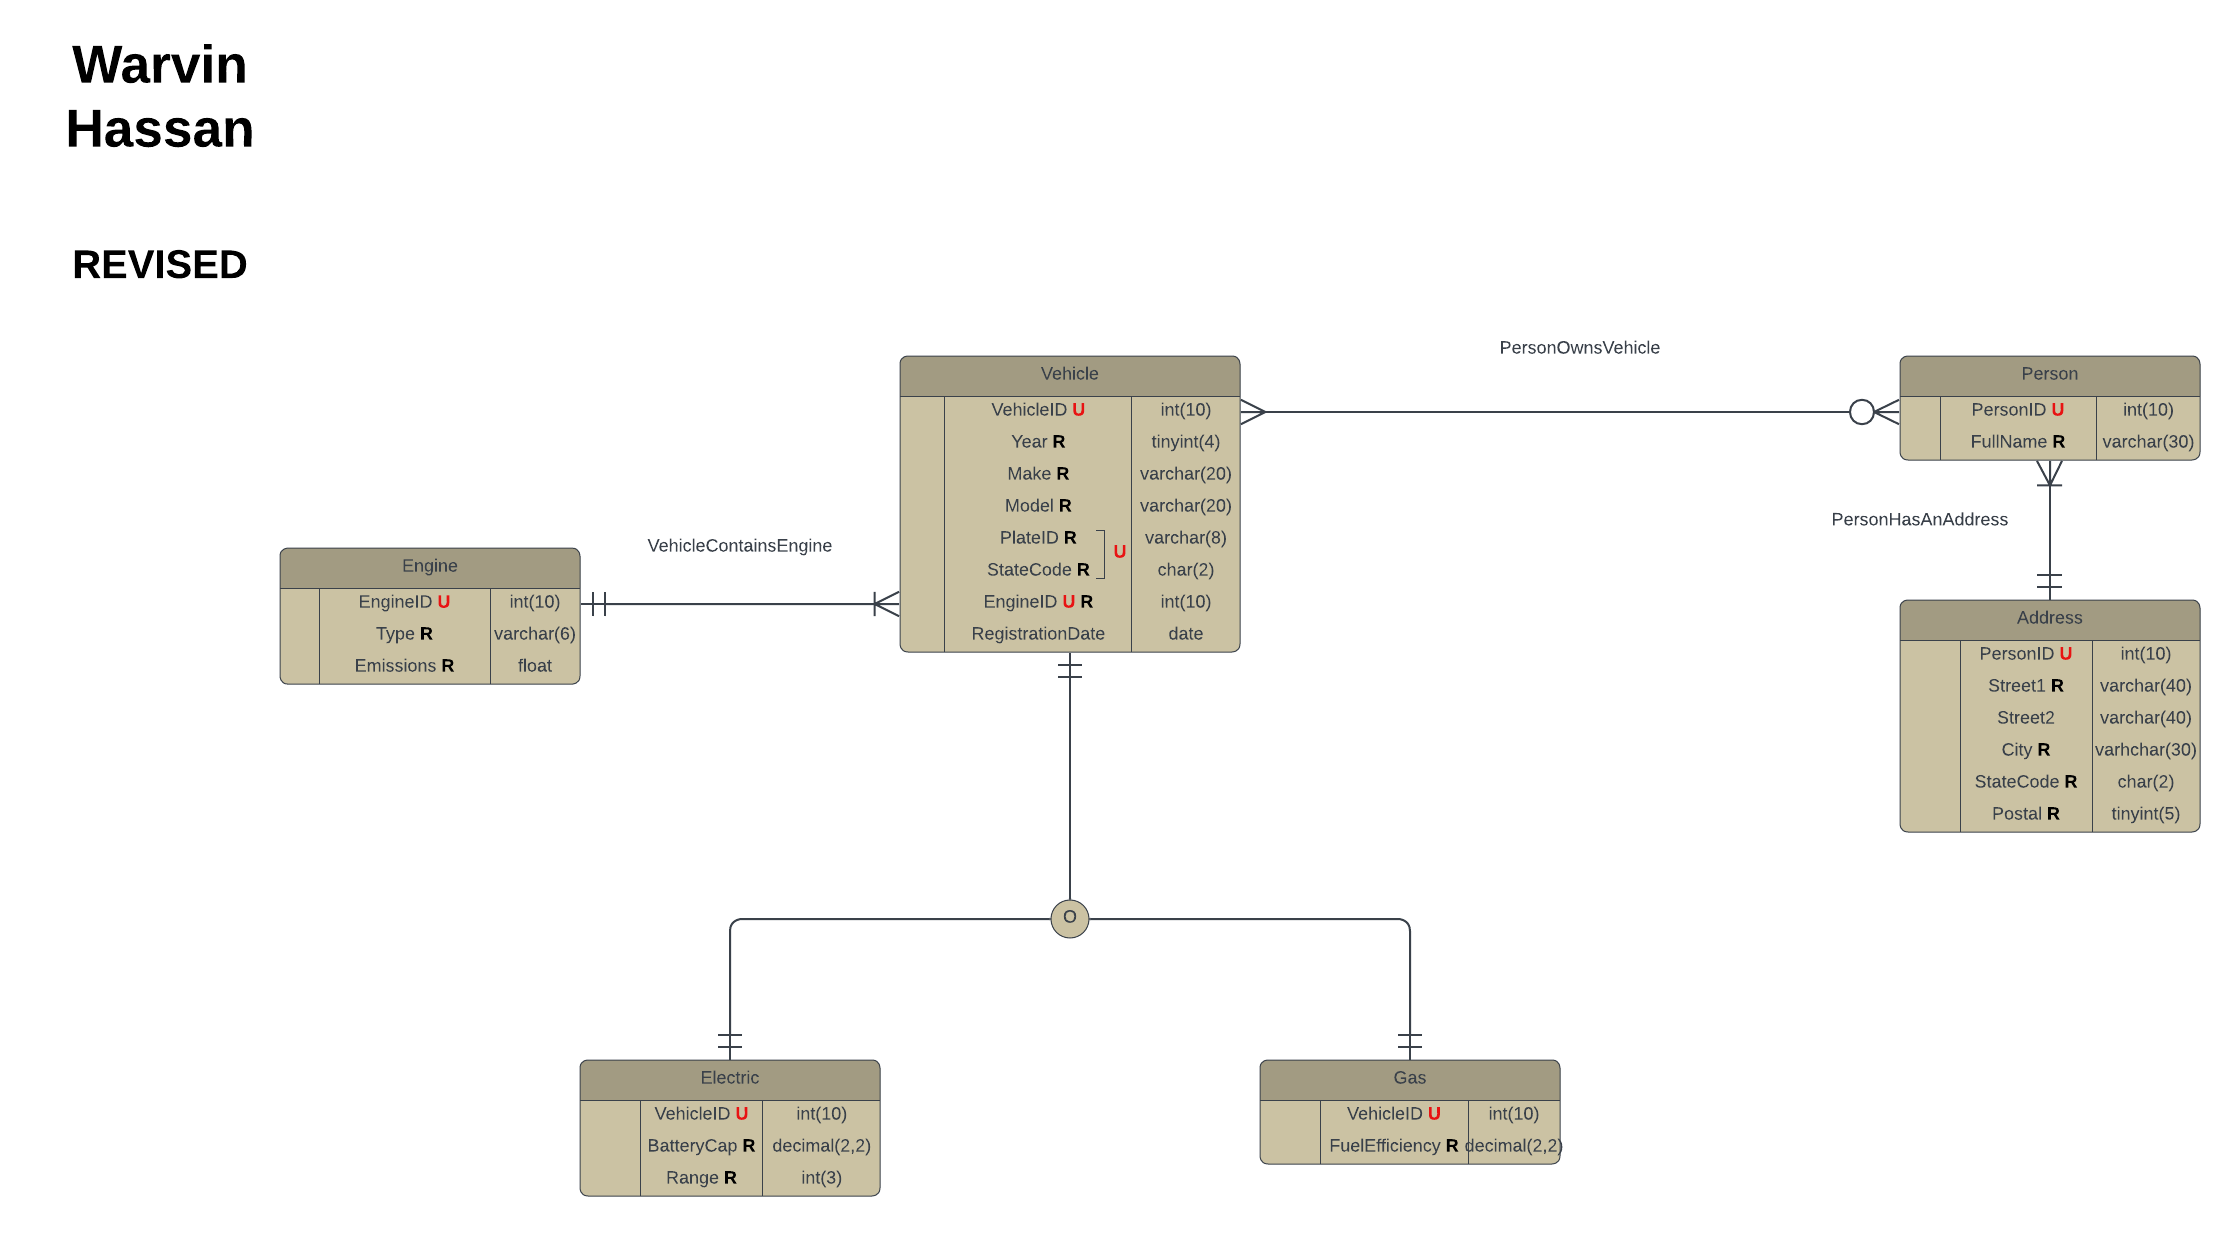 Warvin
Hassan
REVISED
PersonOwnsVehicle
Vehicle
VehicleID U int(10)
Year R tinyint(4)
Make R varchar(20)
Model R varchar(20)
PlateID R varchar(8)
U
StateCode R char(2)
EngineID U R int(10)
RegistrationDate date
Person
PersonID U int(10)
FullName R varchar(30)
PersonHasAnAddress
VehicleContainsEngine
Engine
EngineID U int(10)
Type R varchar(6)
Emissions R float
Address
PersonID U int(10)
Street1 R varchar(40)
Street2 varchar(40)
City R varhchar(30)
StateCode R char(2)
Postal R tinyint(5)
O
Electric
VehicleID U int(10)
BatteryCap R decimal(2,2)
Range R int(3)
Gas
VehicleID U int(10)
FuelEfficiency R decimal(2,2)